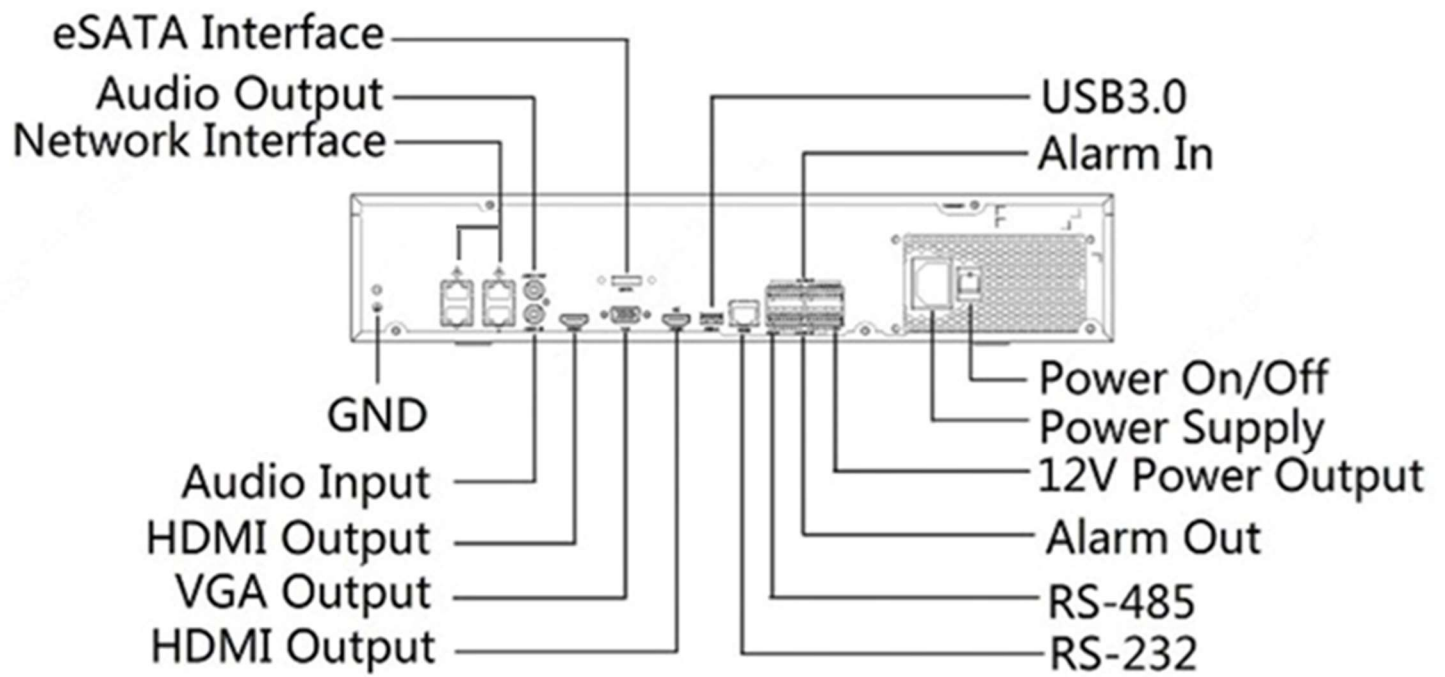 eSATA Interface
Audio Output
Network Interface
USB3.0
Alarm In
GND
Audio Input
HDMI Output
VGA Output
HDMI Output
Power On/Off
Power Supply
12V Power Output
Alarm Out
RS-485
RS-232